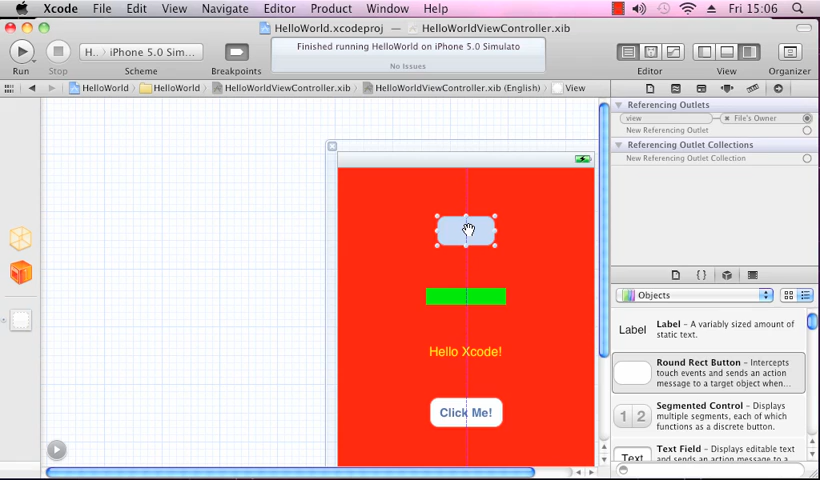 Xcode File Edit View Navigate Editor Product Window Fri 15:06
HelloWorld.xcodeproj — HelloWorldViewController.xib
H... iPhone 5.0 Sim...
Finished running HelloWorld on iPhone 5.0 Simulato
No Issues
Run Stop Scheme Breakpoints Editor View Organizer
HelloWorld HelloWorld HelloWorldViewController.xib HelloWorldViewController.xib (English) View
Referencing Outlets
view File's Owner
New Referencing Outlet
Referencing Outlet Collections
New Referencing Outlet Collection
Objects
Label
Label – A variably sized amount of
static text.
Round Rect Button – Intercepts
touch events and sends an action
message to a target object when...
1 2
Segmented Control – Displays
multiple segments, each of which
functions as a discrete button.
Text
Text Field – Displays editable text
and sends an action message to a
Hello Xcode!
Click Me!